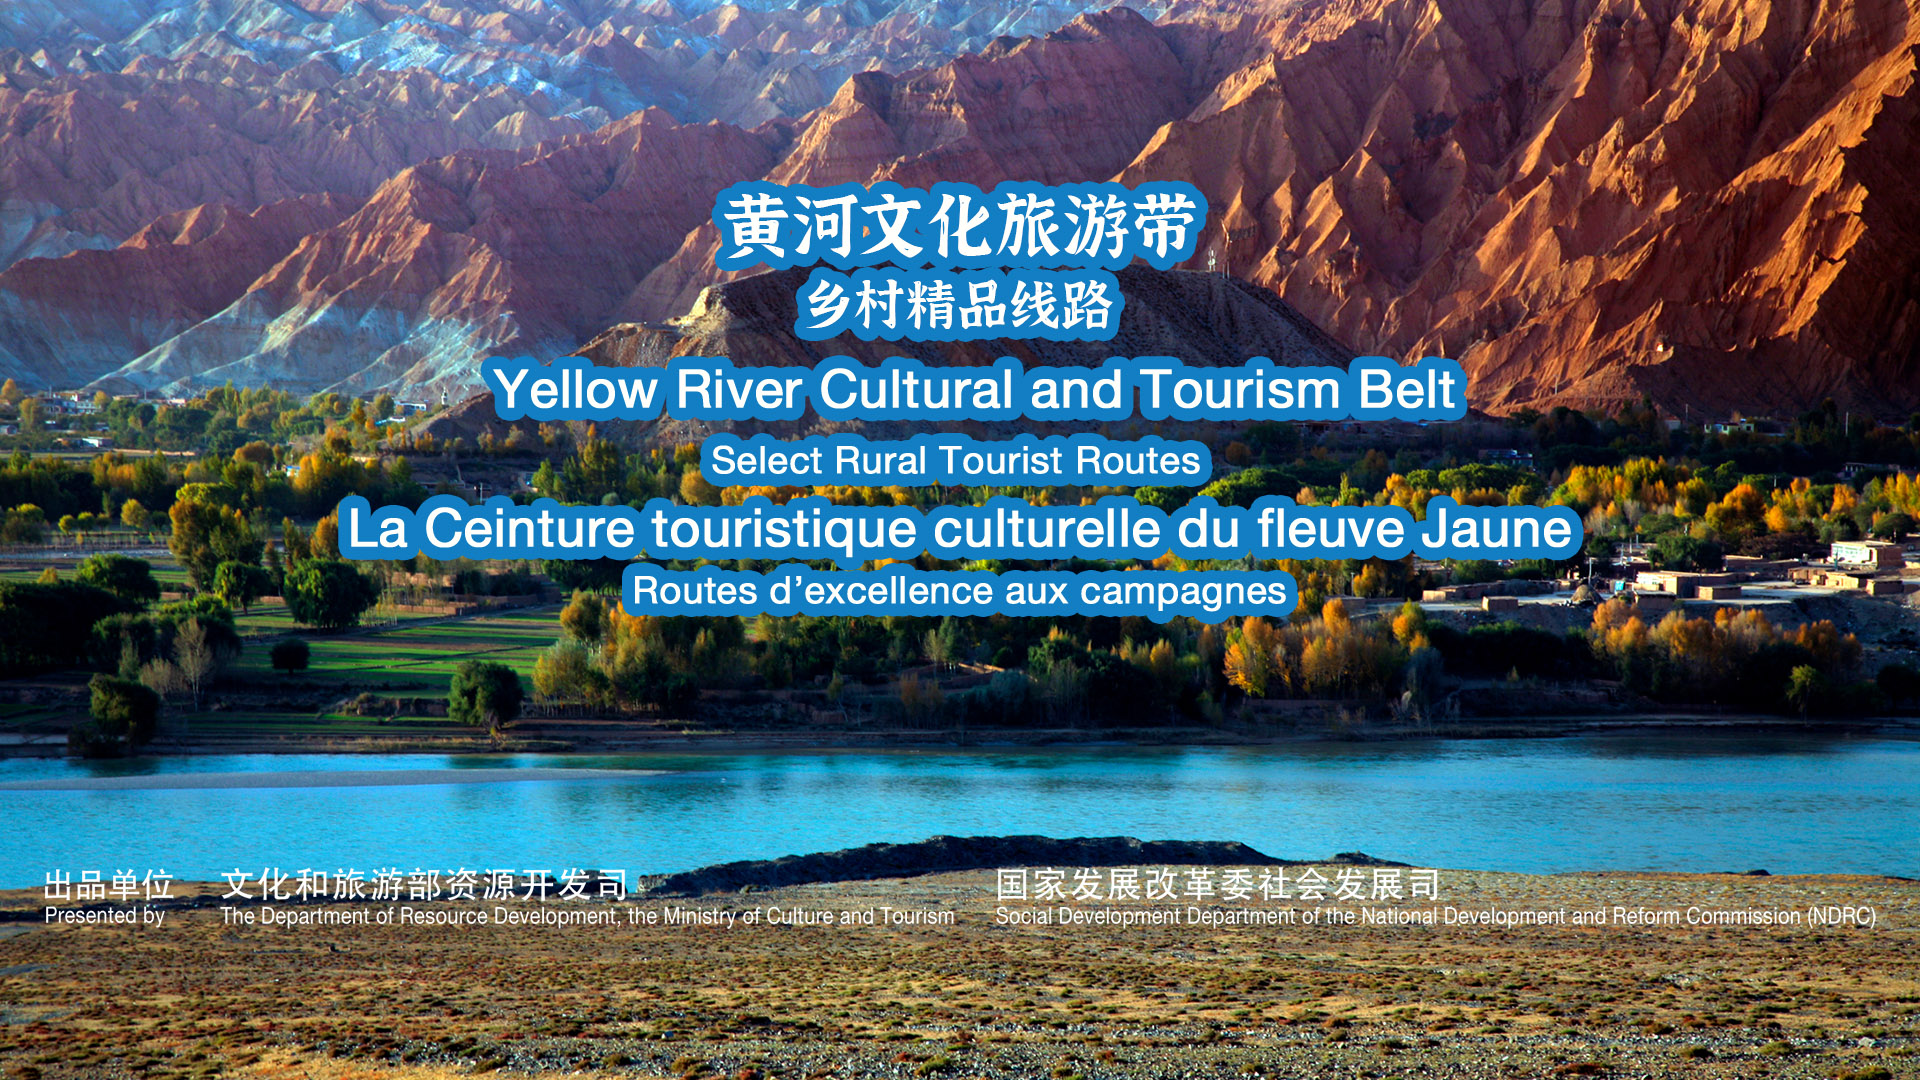 黄河文化旅游带
乡村精品线路
Yellow River Cultural and Tourism Belt
Select Rural Tourist Routes
La Ceinture touristique culturelle du fleuve Jaune
Routes d’excellence aux campagnes
出品单位 文化和旅游部资源开发司 国家发展改革委社会发展司
Presented by The Department of Resource Development, the Ministry of Culture and Tourism Social Development Department of the National Development and Reform Commission (NDRC)